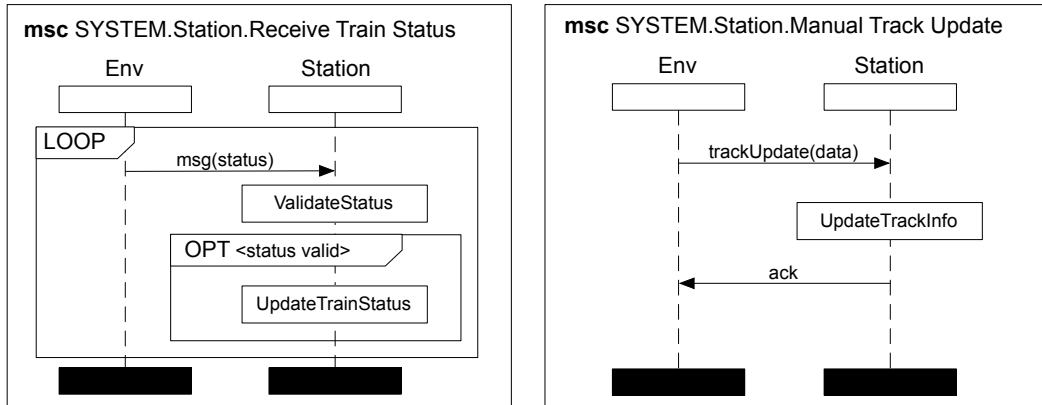 msc SYSTEM.Station.Receive Train Status
Env Station
LOOP
msg(status)
ValidateStatus
OPT <status valid>
UpdateTrainStatus
msc SYSTEM.Station.Manual Track Update
Env Station
trackUpdate(data)
UpdateTrackInfo
ack